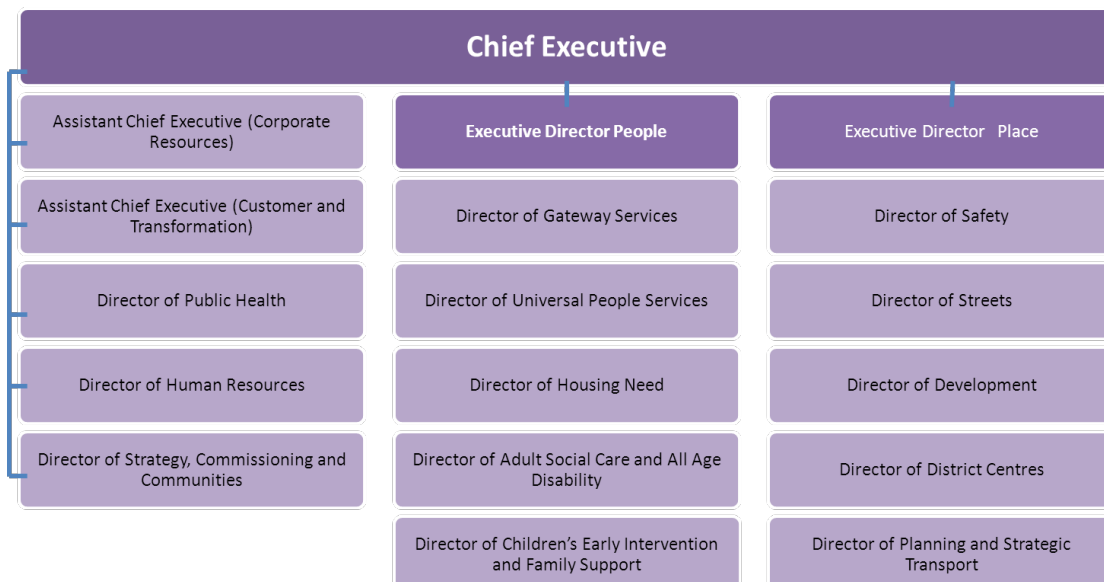 Chief Executive
Assistant Chief Executive (Corporate
Resources)
Assistant Chief Executive (Customer and
Transformation)
Director of Public Health
Director of Human Resources
Director of Strategy, Commissioning and
Communities
Executive Director People
Director of Gateway Services
Director of Universal People Services
Director of Housing Need
Director of Adult Social Care and All Age
Disability
Director of Children’s Early Intervention
and Family Support
Executive Director Place
Director of Safety
Director of Streets
Director of Development
Director of District Centres
Director of Planning and Strategic
Transport